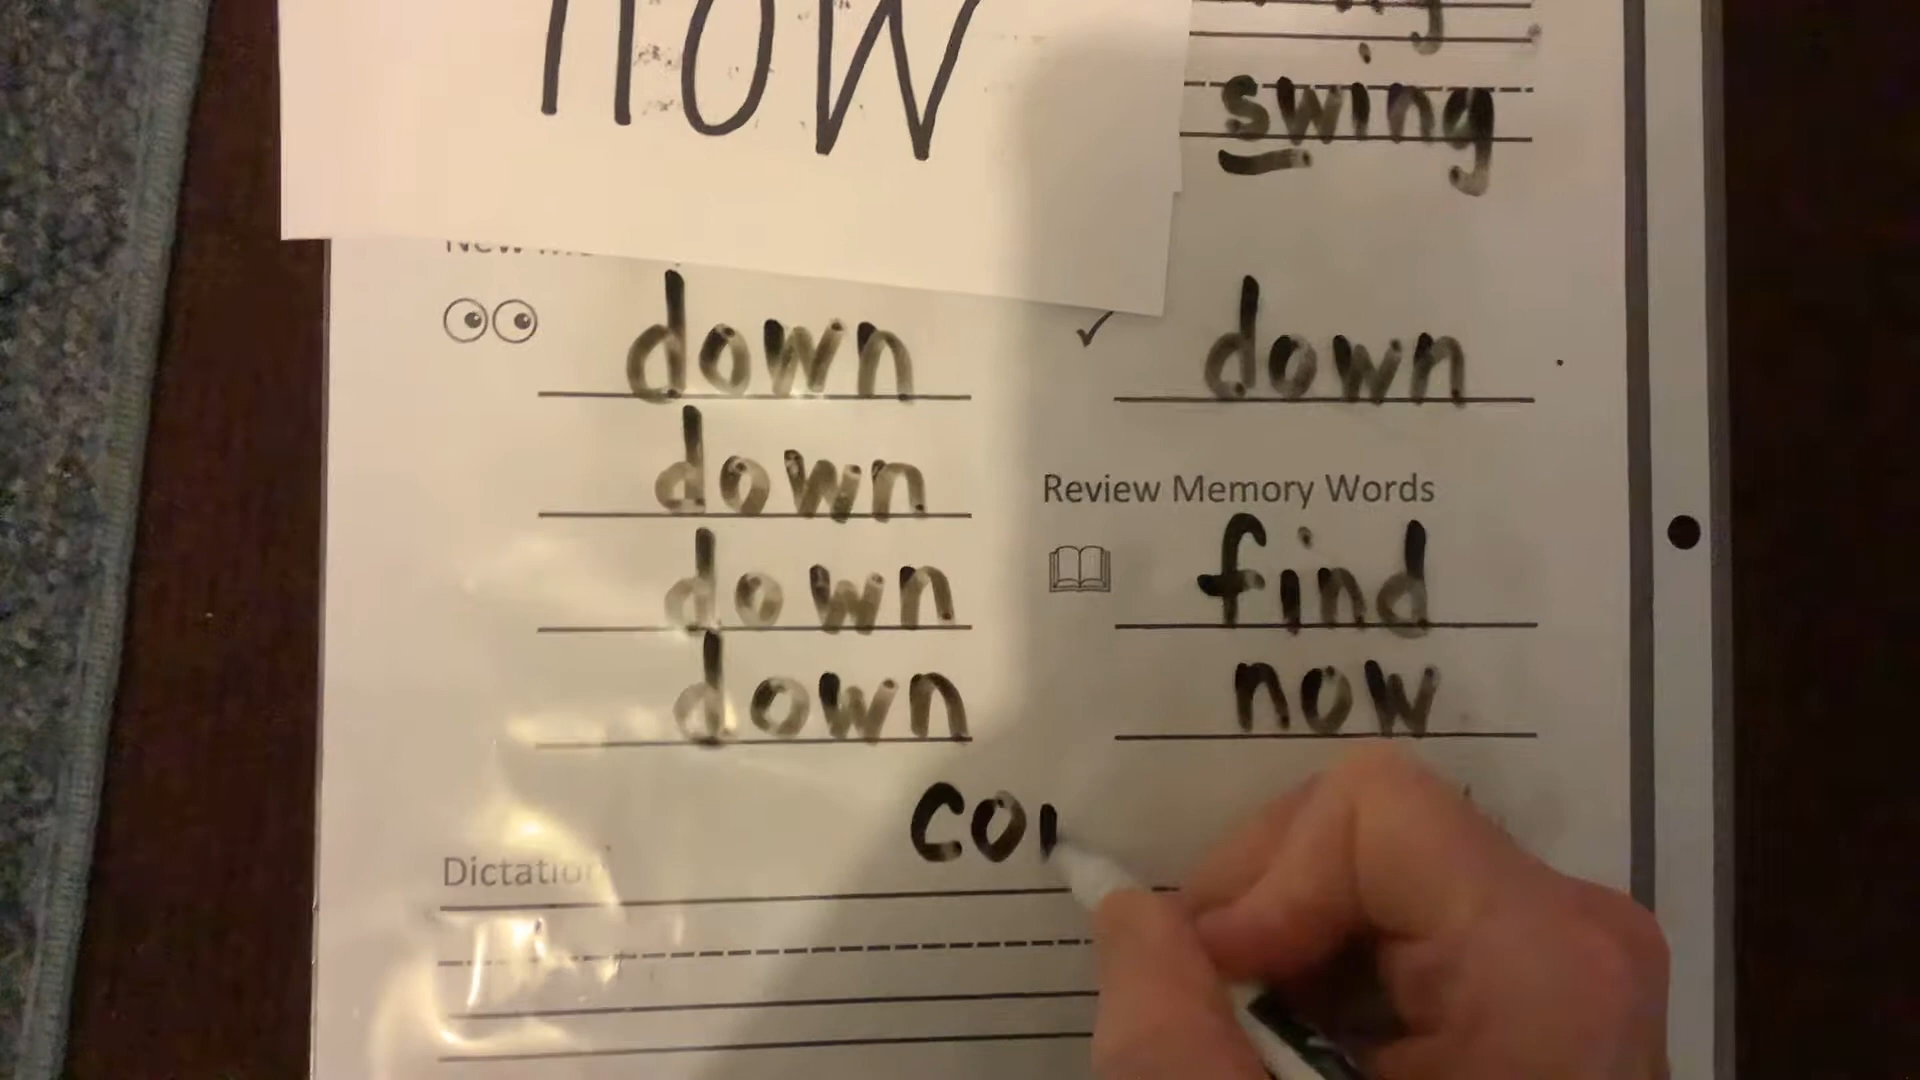 now
swing
down
down
down
down
down
Review Memory Words
find
now
co
Dictation